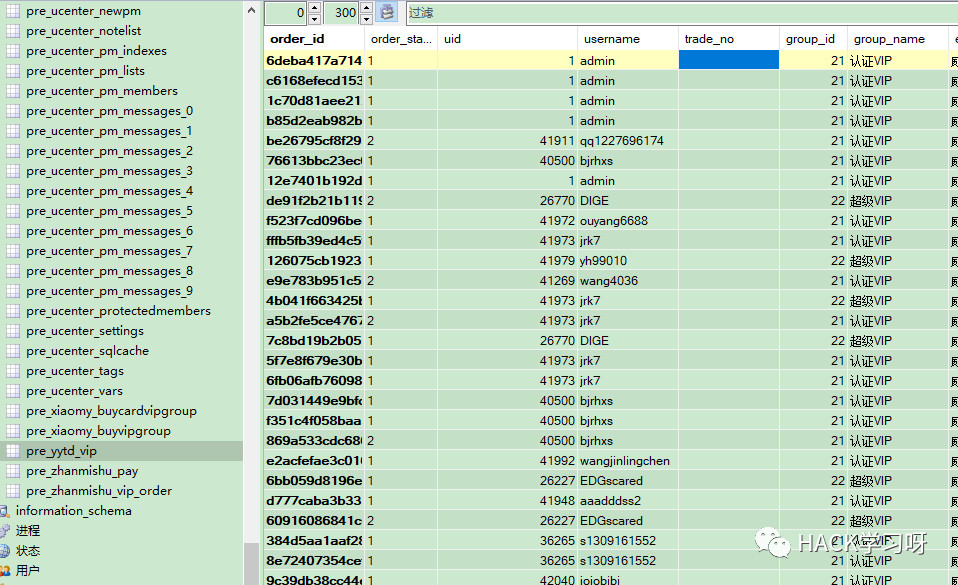 pre_ucenter_newpm
pre_ucenter_notelist
pre_ucenter_pm_indexes
pre_ucenter_pm_lists
pre_ucenter_pm_members
pre_ucenter_pm_messages_0
pre_ucenter_pm_messages_1
pre_ucenter_pm_messages_2
pre_ucenter_pm_messages_3
pre_ucenter_pm_messages_4
pre_ucenter_pm_messages_5
pre_ucenter_pm_messages_6
pre_ucenter_pm_messages_7
pre_ucenter_pm_messages_8
pre_ucenter_pm_messages_9
pre_ucenter_protectedmembers
pre_ucenter_settings
pre_ucenter_sqlcache
pre_ucenter_tags
pre_ucenter_vars
pre_xiaomy_buycardvipgroup
pre_xiaomy_buyvipgroup
pre_yytd_vip
pre_zhanmishu_pay
pre_zhanmishu_vip_order
information_schema
进程
状态
用户
0 300 过滤
order_id order_sta... uid username trade_no group_id group_name
6deba417a714 1 1 admin 21 认证VIP
c6168efecd153 1 1 admin 21 认证VIP
1c70d81aee21 1 1 admin 21 认证VIP
b85d2eab982b 1 1 admin 21 认证VIP
be26795cf8f29 2 41911 qq1227696174 21 认证VIP
76613bbc23ec 1 40500 bjrhxs 21 认证VIP
12e7401b192d 1 1 admin 21 认证VIP
de91f2b21b119 2 26770 DIGE 22 超级VIP
f523f7cd096be 1 41972 ouyang6688 21 认证VIP
fffb5fb39ed4c5 1 41973 jrk7 21 认证VIP
126075cb1923 1 41979 yh99010 22 超级VIP
e9e783b951c5 2 41269 wang4036 21 认证VIP
4b041f663425b 1 41973 jrk7 22 超级VIP
a5b2fe5ce4767 2 41973 jrk7 21 认证VIP
7c8bd19b2b05 1 26770 DIGE 22 超级VIP
5f7e8f679e30b 1 41973 jrk7 21 认证VIP
6fb06afb76098 1 41973 jrk7 21 认证VIP
7d031449e9bf 1 40500 bjrhxs 21 认证VIP
f351c4f058baa 1 40500 bjrhxs 21 认证VIP
869a533cdc68 2 40500 bjrhxs 21 认证VIP
e2acfefae3c01 1 41992 wangjinlingchen 21 认证VIP
6bb059d8196e 1 26227 EDGscared 22 超级VIP
d777caba3b33 1 41948 aaadddss2 21 认证VIP
60916086841c 2 26227 EDGscared 22 超级VIP
384d5aa1aaf28 1 36265 s1309161552 21 认证VIP
8e72407354ce 1 36265 s1309161552 21 认证VIP
9c39db38cc44 1 42040 jojobibi 21 认证VIP
HACK学习呀